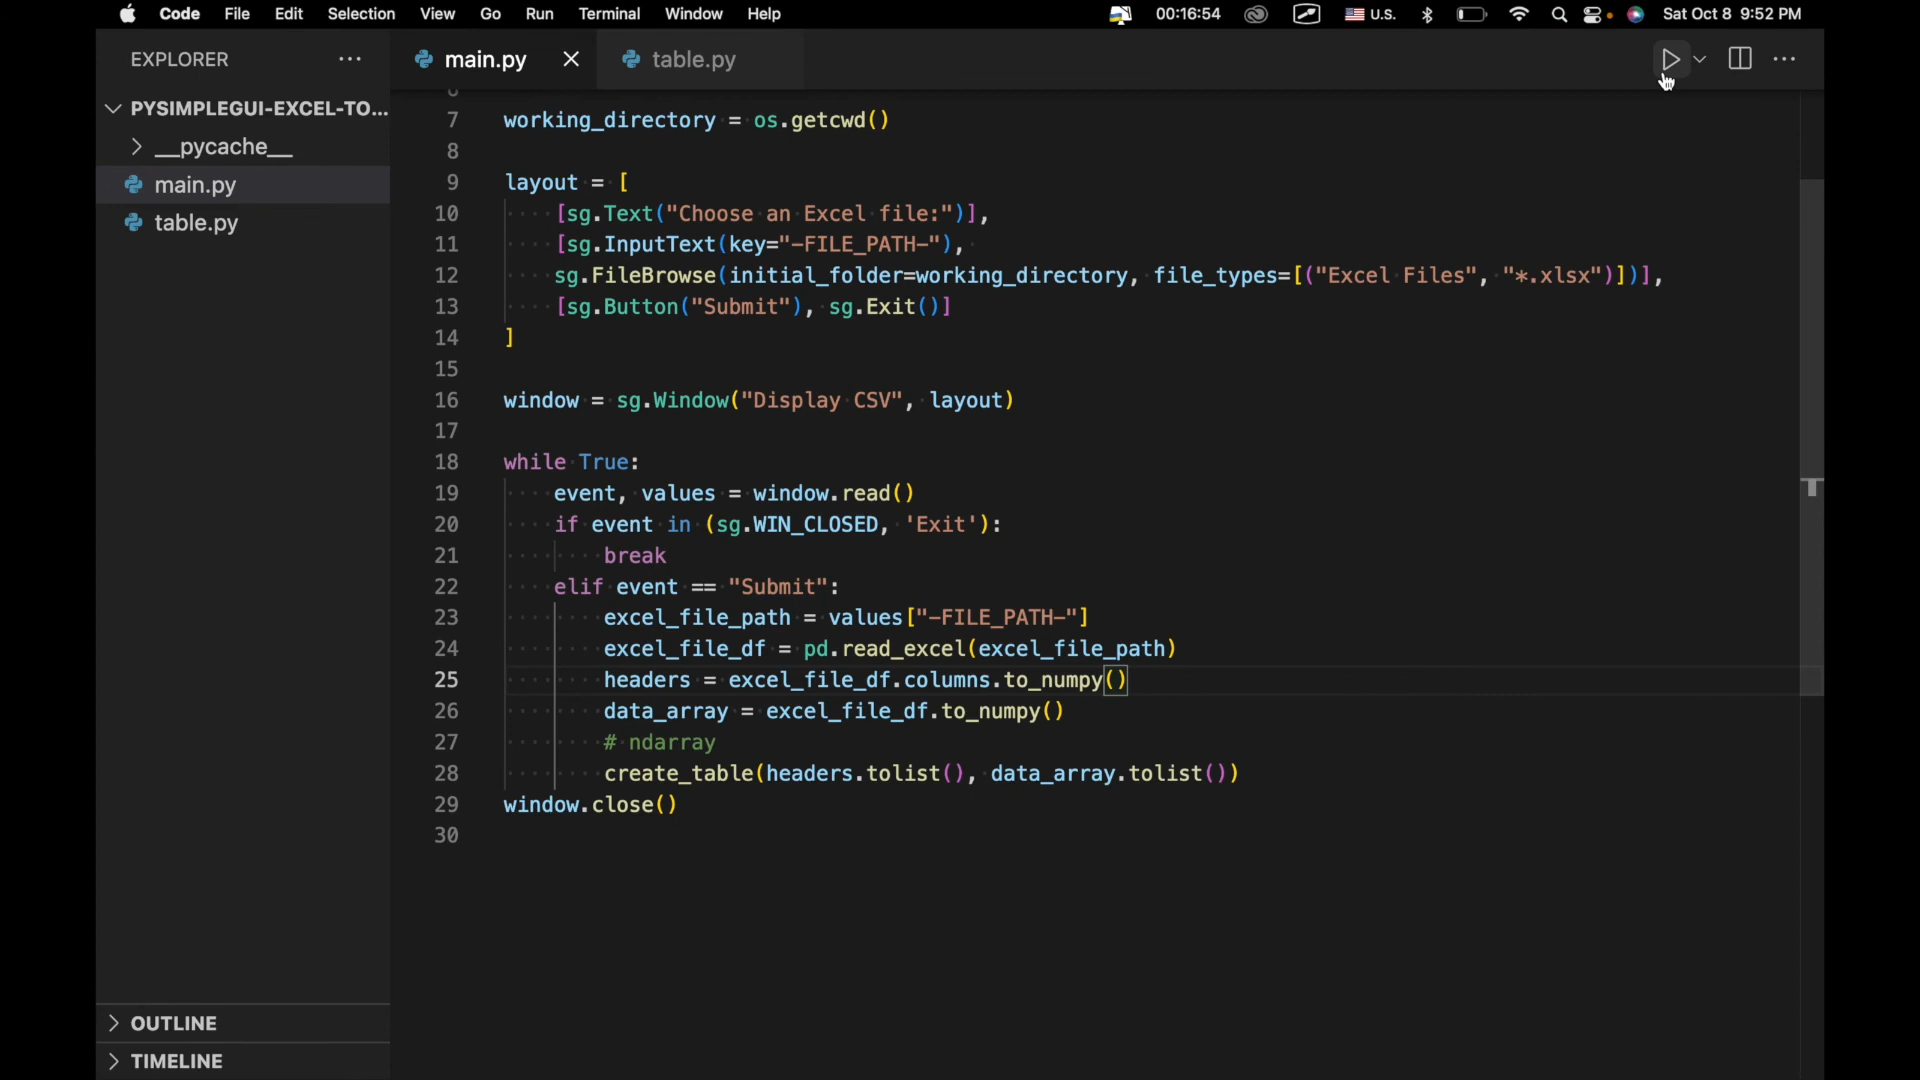 Code File Edit Selection View Go Run Terminal Window Help 00:16:54 U.S. Sat Oct 8 9:52 PM
EXPLORER ···
main.py
table.py
PYSIMPLEGUI-EXCEL-TO...
__pycache__
main.py
table.py
OUTLINE
TIMELINE
6
7 working_directory = os.getcwd()
8
9 layout = [
10 [sg.Text("Choose an Excel file:")],
11 [sg.InputText(key="-FILE_PATH-"),
12 sg.FileBrowse(initial_folder=working_directory, file_types=[("Excel Files", "*.xlsx")])],
13 [sg.Button("Submit"), sg.Exit()]
14 ]
15
16 window = sg.Window("Display CSV", layout)
17
18 while True:
19 event, values = window.read()
20 if event in (sg.WIN_CLOSED, 'Exit'):
21 break
22 elif event == "Submit":
23 excel_file_path = values["-FILE_PATH-"]
24 excel_file_df = pd.read_excel(excel_file_path)
25 headers = excel_file_df.columns.to_numpy()
26 data_array = excel_file_df.to_numpy()
27 # ndarray
28 create_table(headers.tolist(), data_array.tolist())
29 window.close()
30